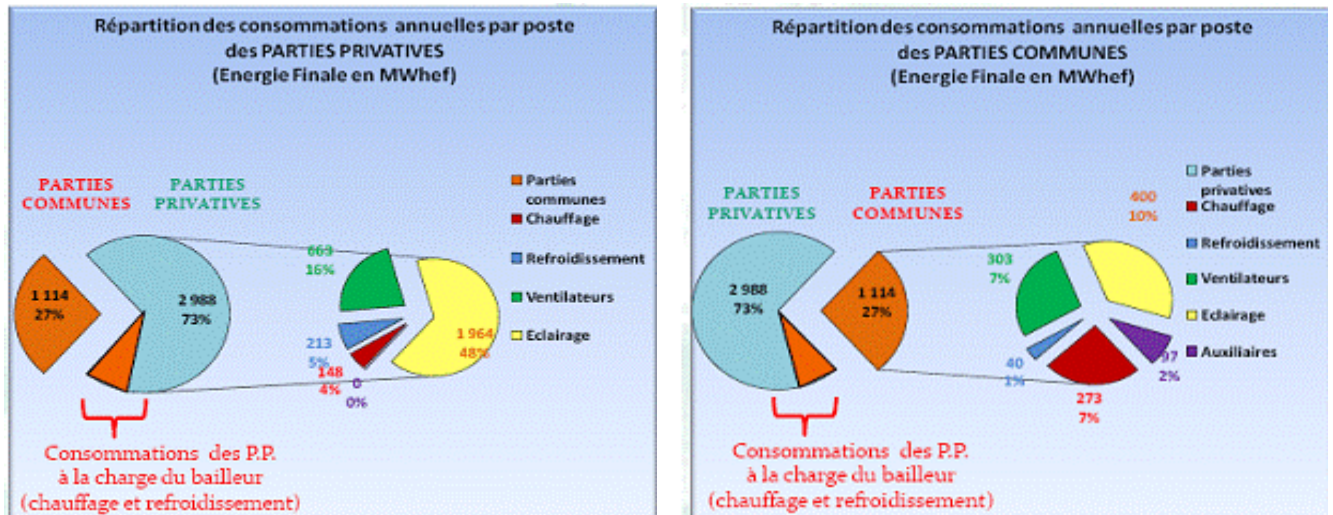 Répartition des consommations annuelles par poste
des PARTIES PRIVATIVES
(Energie Finale en MWhef)
PARTIES
COMMUNES
PARTIES
PRIVATIVES
1 114
27%
2 988
73%
663
16%
213
5%
148
4%
0
0%
1 964
48%
Parties
communes
Chauffage
Refroidissement
Ventilateurs
Eclairage
Consommations des P.P.
à la charge du bailleur
(chauffage et refroidissement)
Répartition des consommations annuelles par poste
des PARTIES COMMUNES
(Energie Finale en MWhef)
PARTIES
PRIVATIVES
PARTIES
COMMUNES
2 988
73%
1 114
27%
400
10%
303
7%
40
1%
273
7%
97
2%
Parties
privatives
Chauffage
Refroidissement
Ventilateurs
Eclairage
Auxiliaires
Consommations des P.P.
à la charge du bailleur
(chauffage et refroidissement)